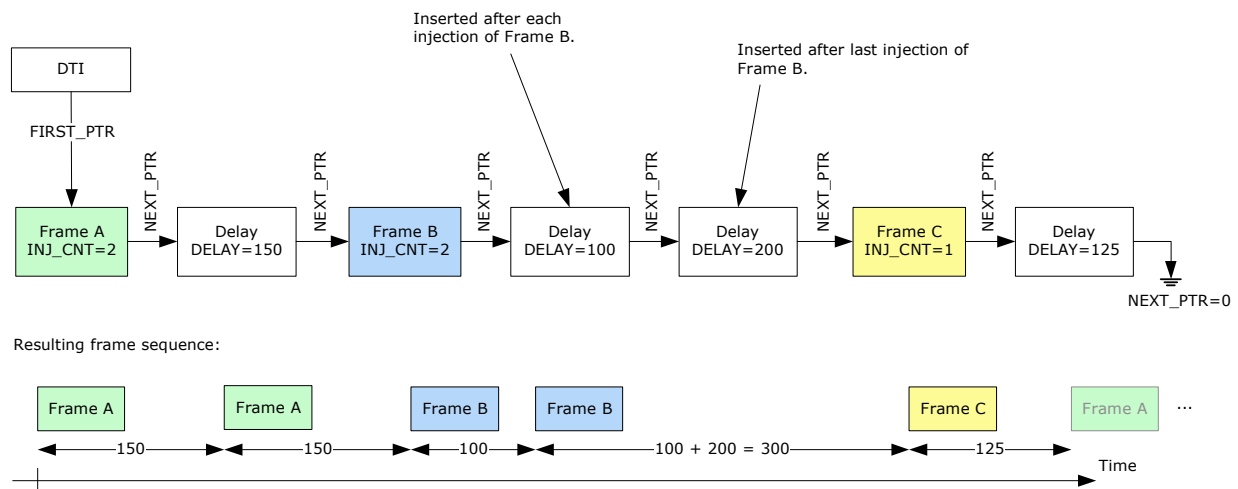 Inserted after each
injection of Frame B.
Inserted after last injection of
Frame B.
DTI
FIRST_PTR
NEXT_PTR
NEXT_PTR
NEXT_PTR
NEXT_PTR
NEXT_PTR
NEXT_PTR
Frame A
INJ_CNT=2
Delay
DELAY=150
Frame B
INJ_CNT=2
Delay
DELAY=100
Delay
DELAY=200
Frame C
INJ_CNT=1
Delay
DELAY=125
NEXT_PTR=0
Resulting frame sequence:
Frame A
Frame A
Frame B
Frame B
Frame C
Frame A
...
150
150
100
100 + 200 = 300
125
Time